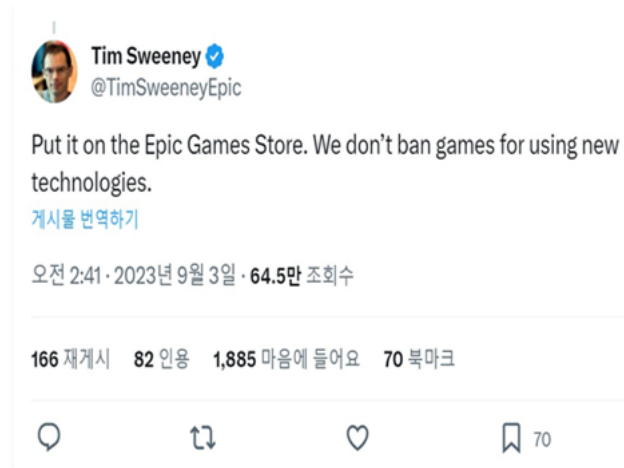 Tim Sweeney
@TimSweeneyEpic
Put it on the Epic Games Store. We don’t ban games for using new
technologies.
게시물 번역하기
오전 2:41 · 2023년 9월 3일 · 64.5만 조회수
166 재게시 82 인용 1,885 마음에 들어요 70 북마크
70